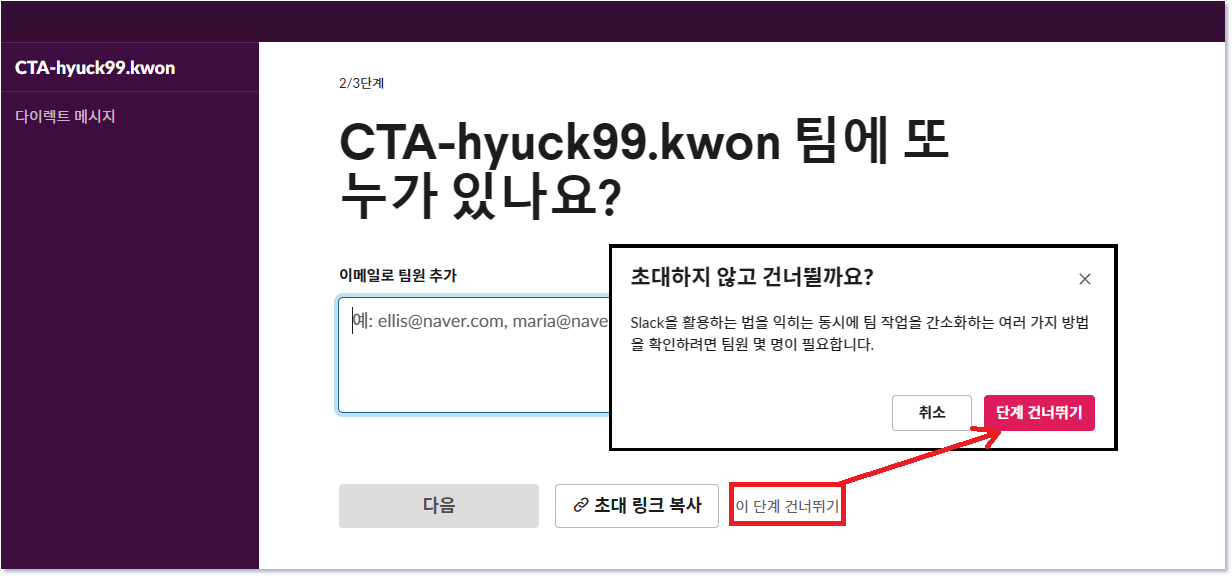 CTA-hyuck99.kwon
다이렉트 메시지
2/3단계
CTA-hyuck99.kwon 팀에 또
누가 있나요?
이메일로 팀원 추가
예: ellis@naver.com, maria@nave
초대하지 않고 건너뛸까요?
Slack을 활용하는 법을 익히는 동시에 팀 작업을 간소화하는 여러 가지 방법
을 확인하려면 팀원 몇 명이 필요합니다.
취소
단계 건너뛰기
다음
초대 링크 복사
이 단계 건너뛰기